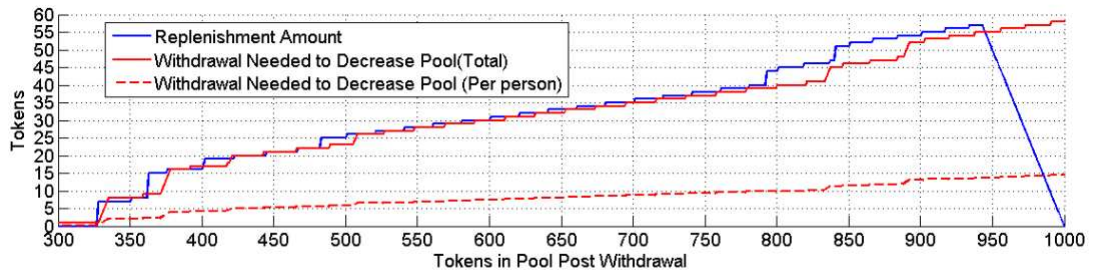 60
55
50
45
40
35
30
25
20
15
10
5
0
Tokens
Replenishment Amount
Withdrawal Needed to Decrease Pool(Total)
Withdrawal Needed to Decrease Pool (Per person)
300 350 400 450 500 550 600 650 700 750 800 850 900 950 1000
Tokens in Pool Post Withdrawal